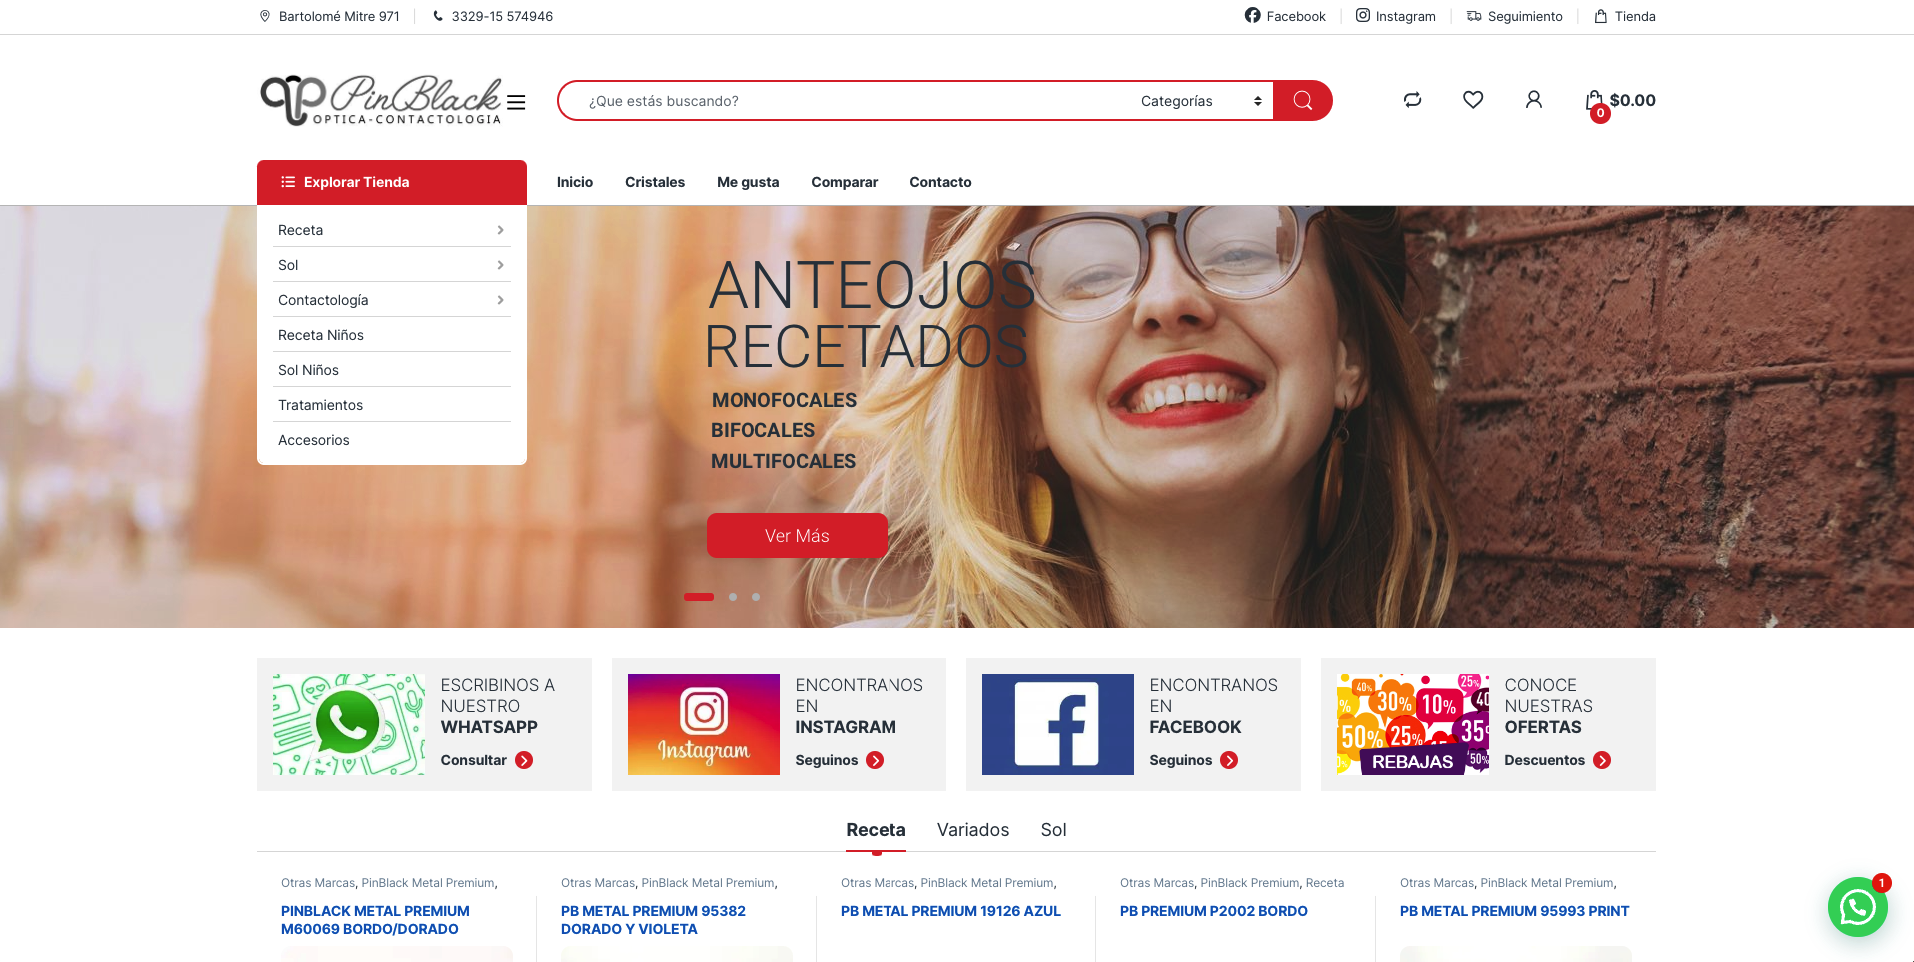 Bartolomé Mitre 971
3329-15 574946
Facebook
Instagram
Seguimiento
Tienda
PinBlack
OPTICA-CONTACTOLOGIA
¿Que estás buscando?
Categorías
0
$0.00
Explorar Tienda
Inicio
Cristales
Me gusta
Comparar
Contacto
Receta
Sol
Contactología
Receta Niños
Sol Niños
Tratamientos
Accesorios
ANTEOJOS
RECETADOS
MONOFOCALES
BIFOCALES
MULTIFOCALES
Ver Más
ESCRIBINOS A
NUESTRO
WHATSAPP
Consultar
Instagram
ENCONTRANOS
EN
INSTAGRAM
Seguinos
ENCONTRANOS
EN
FACEBOOK
Seguinos
25%
40%
30%
10%
40
%
50%
25%
35
15
50%
REBAJAS
CONOCE
NUESTRAS
OFERTAS
Descuentos
Receta
Variados
Sol
Otras Marcas, PinBlack Metal Premium,
PINBLACK METAL PREMIUM
M60069 BORDO/DORADO
Otras Marcas, PinBlack Metal Premium,
PB METAL PREMIUM 95382
DORADO Y VIOLETA
Otras Marcas, PinBlack Metal Premium,
PB METAL PREMIUM 19126 AZUL
Otras Marcas, PinBlack Premium, Receta
PB PREMIUM P2002 BORDO
Otras Marcas, PinBlack Metal Premium,
PB METAL PREMIUM 95993 PRINT
1